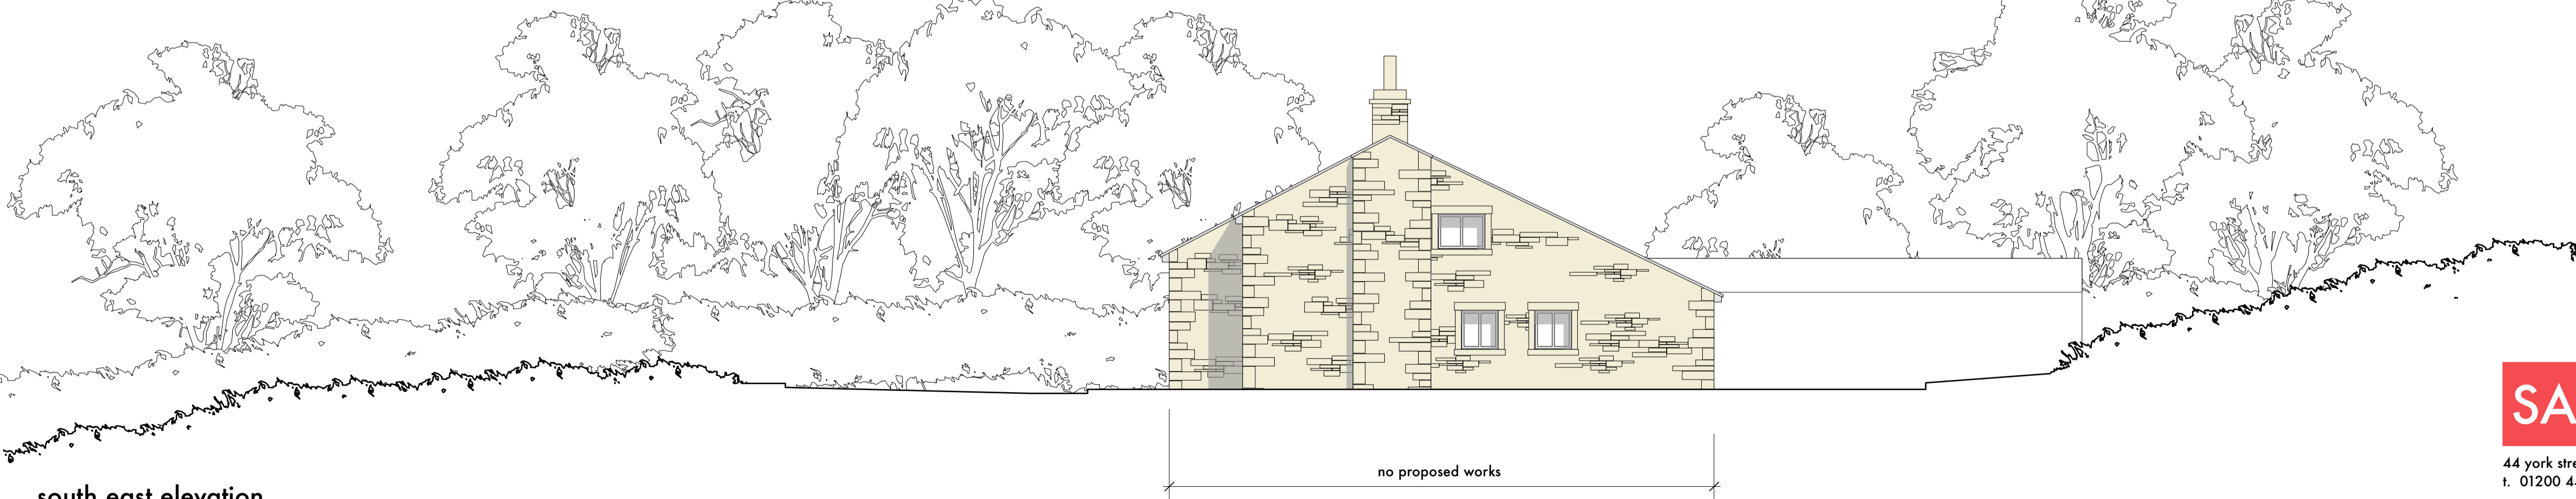 no proposed works
south east elevation
SA
44 york stre
t. 01200 4